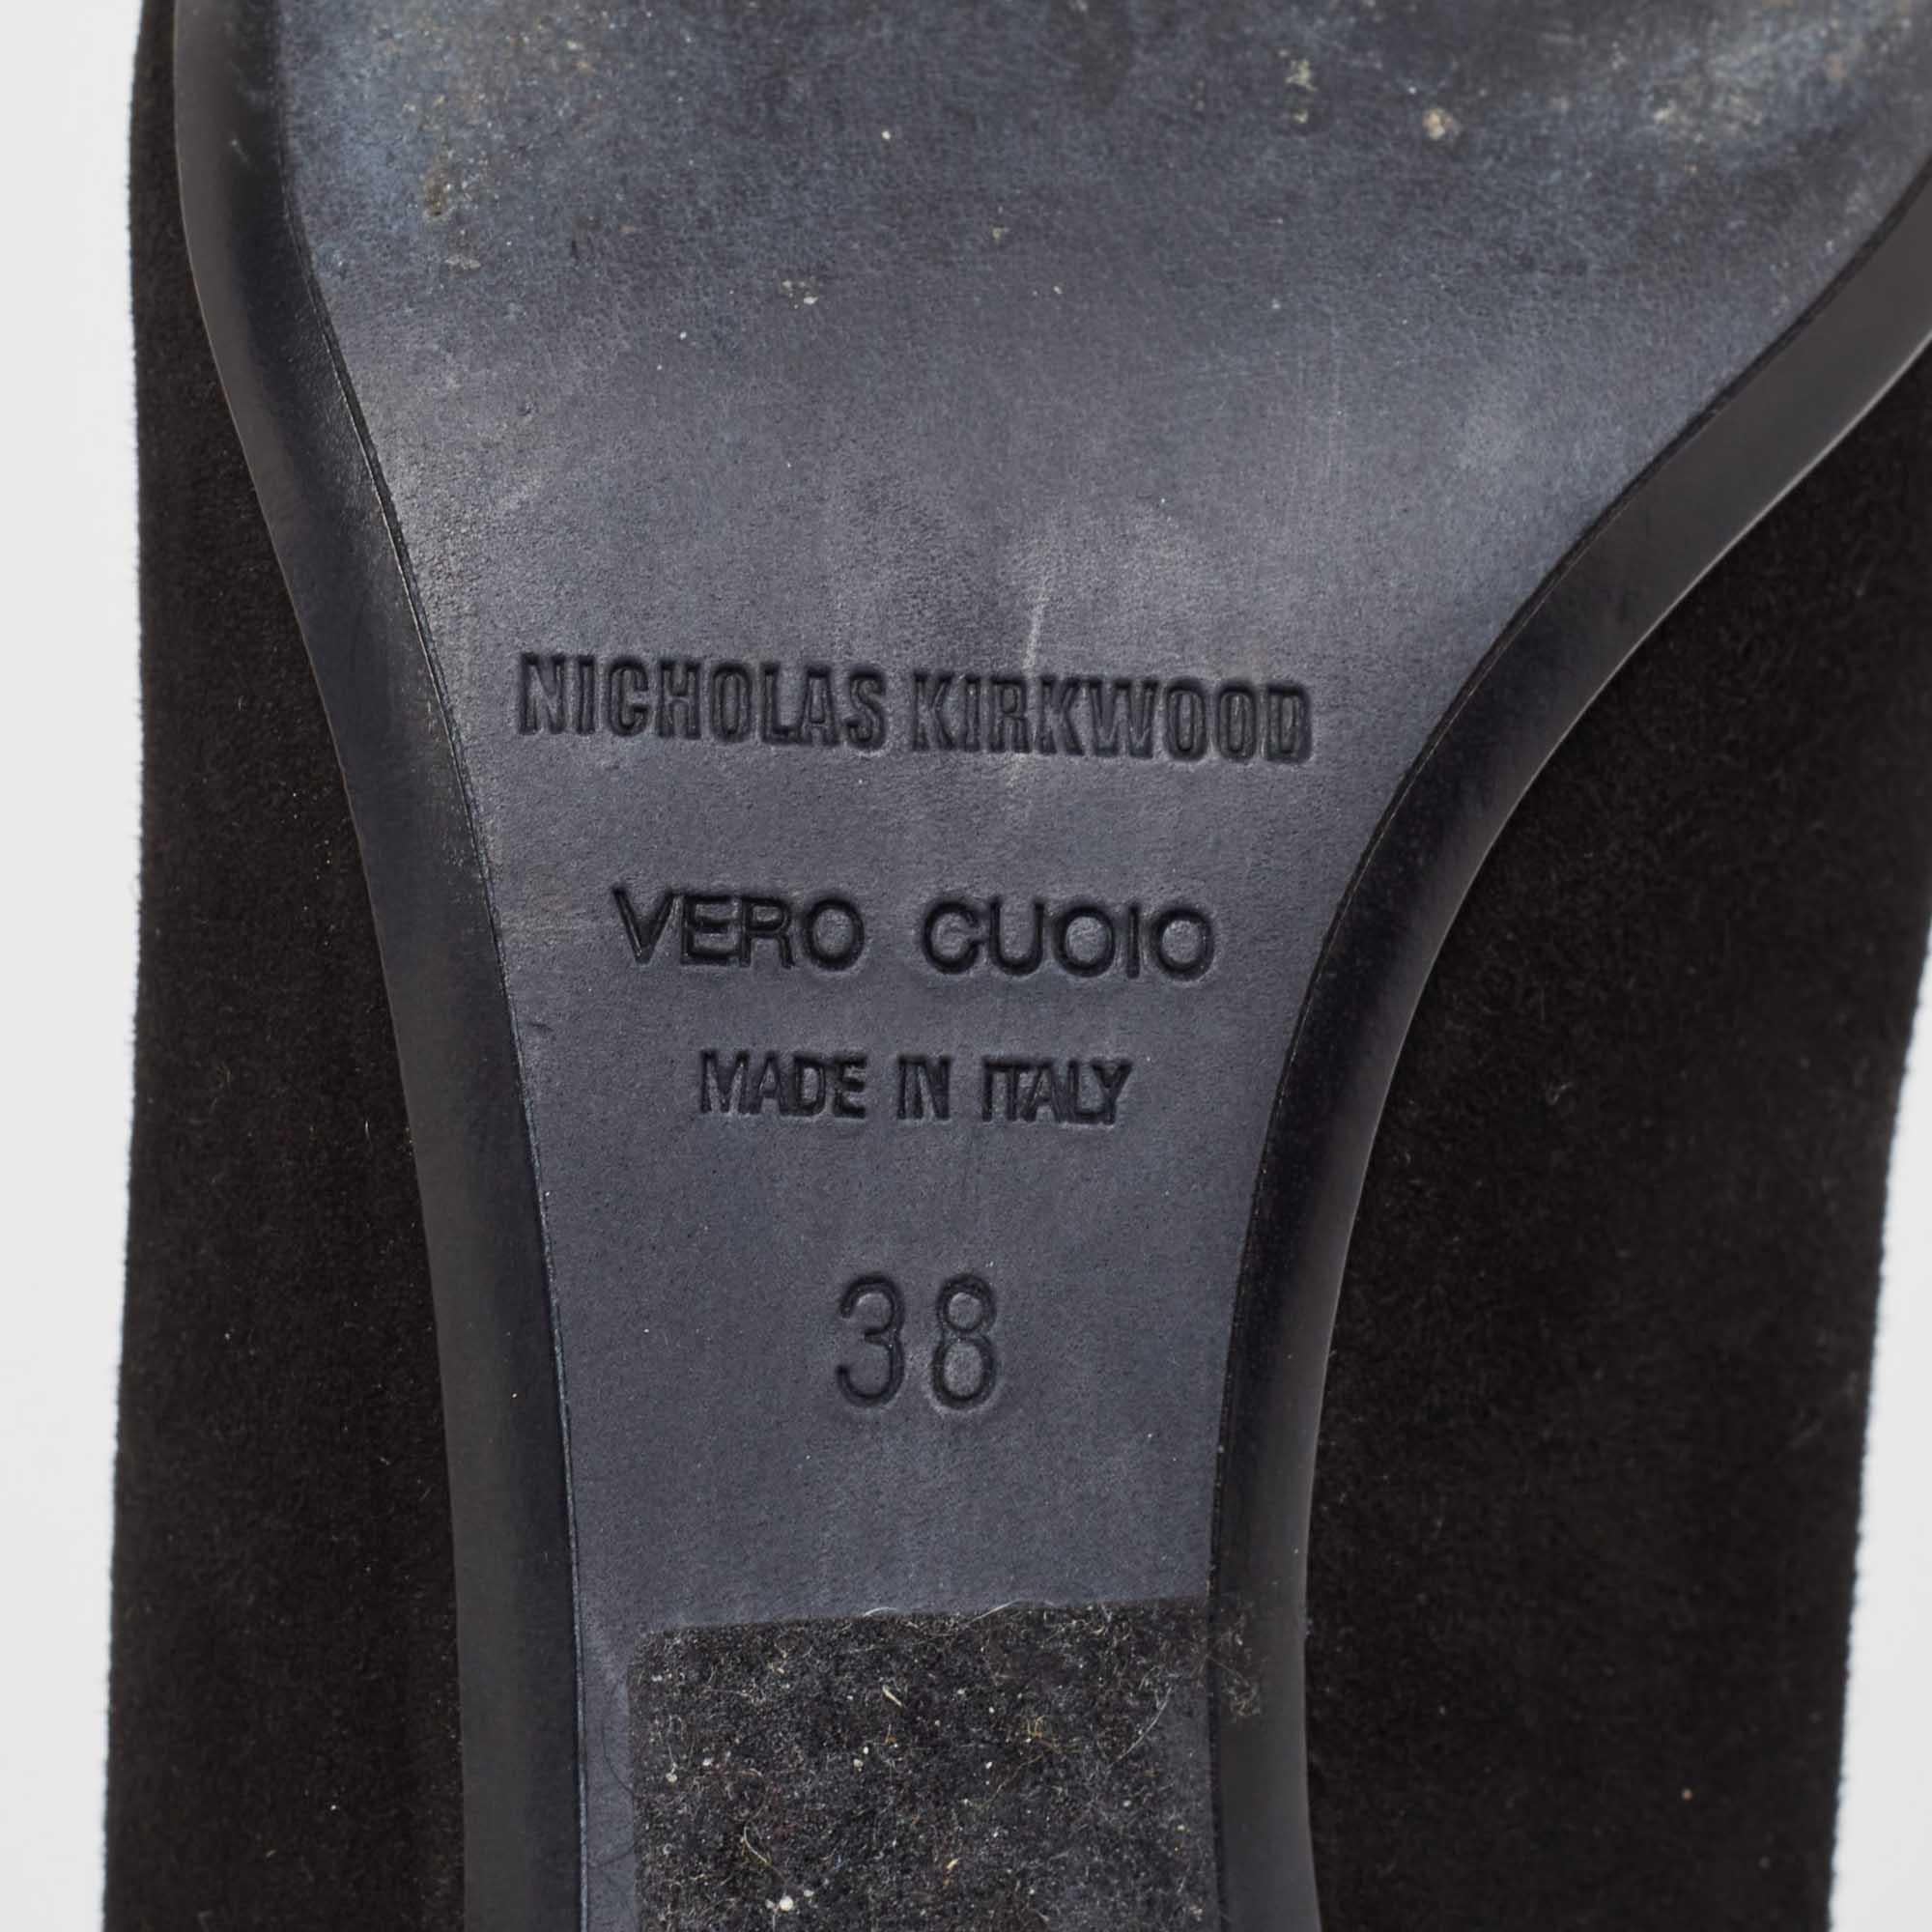 NICHOLAS KIRKWOOD
VERO CUOIO
MADE IN ITALY
38